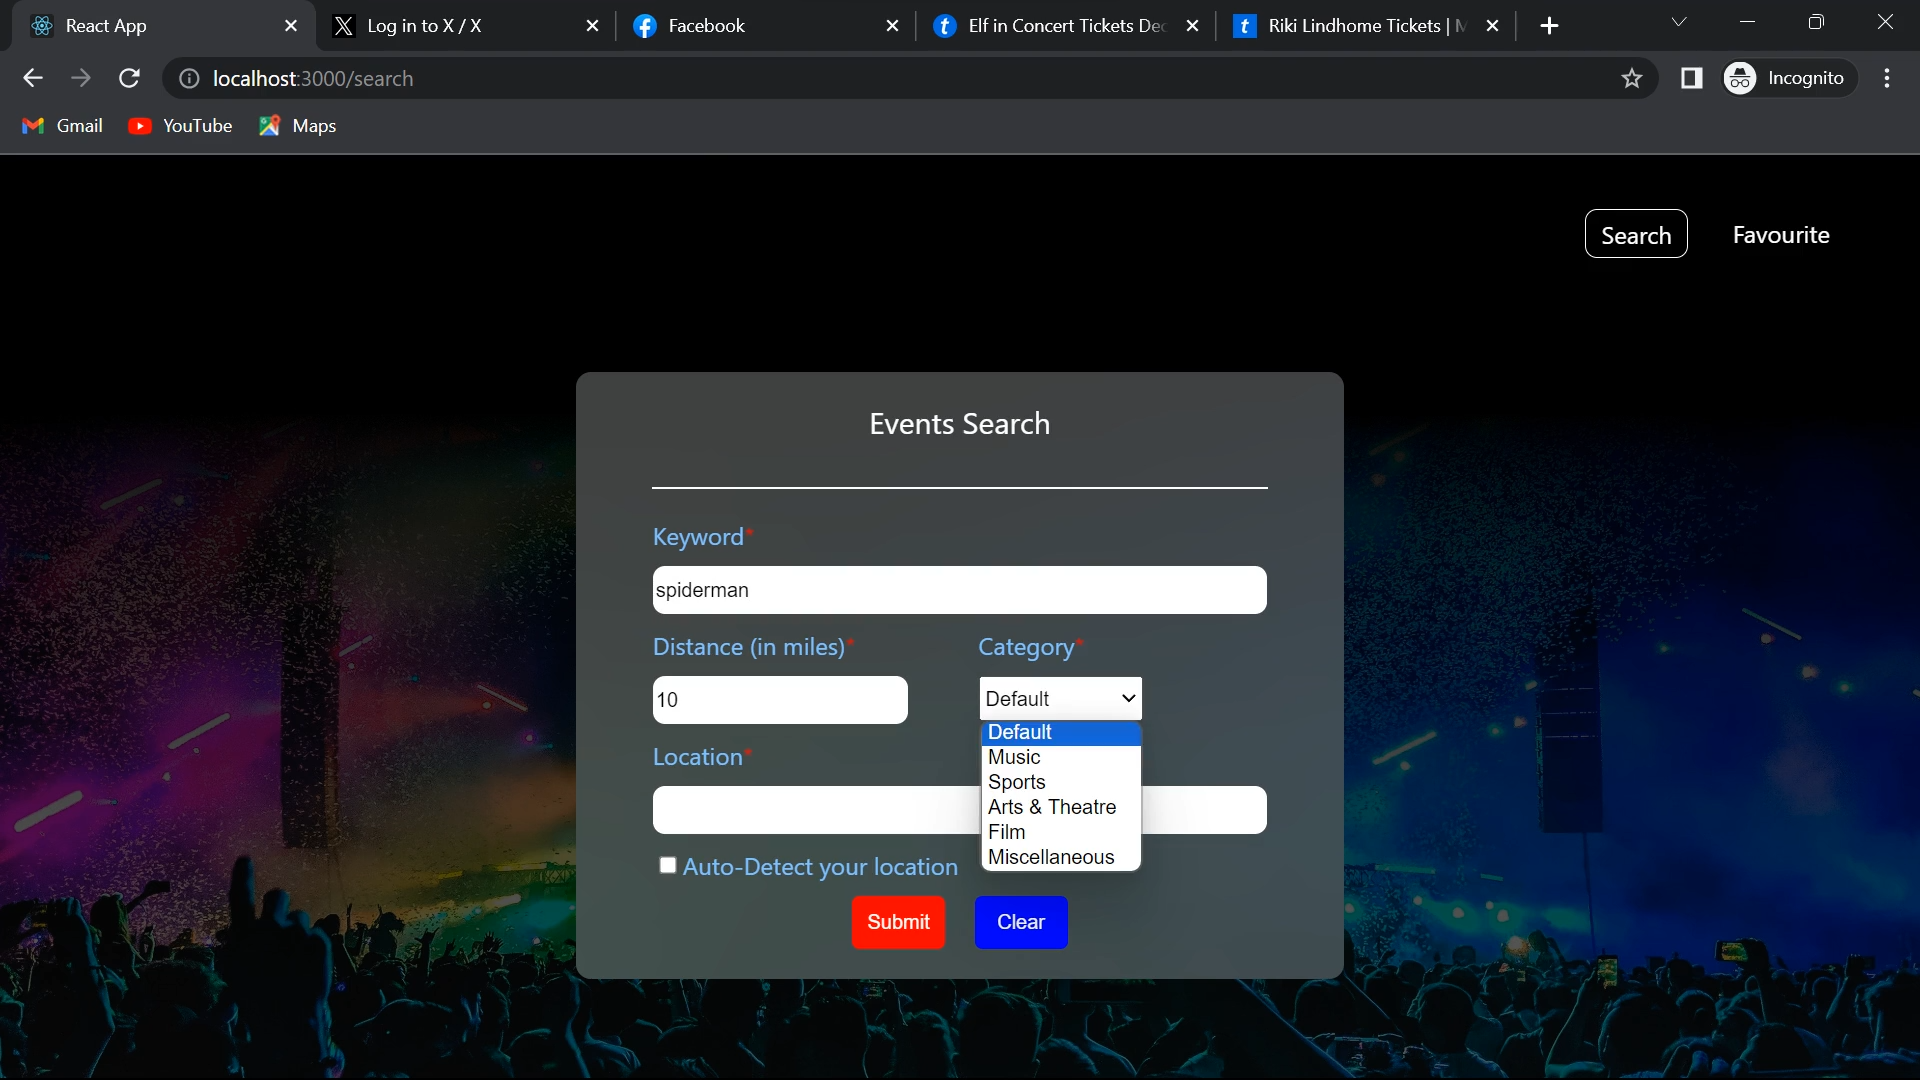 React App
Log in to X / X
Facebook
Elf in Concert Tickets Dec
Riki Lindhome Tickets | M
localhost:3000/search
Incognito
Gmail
YouTube
Maps
Search
Favourite
Events Search
Keyword*
spiderman
Distance (in miles)*
Category*
10
Default
Default
Music
Sports
Arts & Theatre
Film
Miscellaneous
Location*
Auto-Detect your location
Submit
Clear